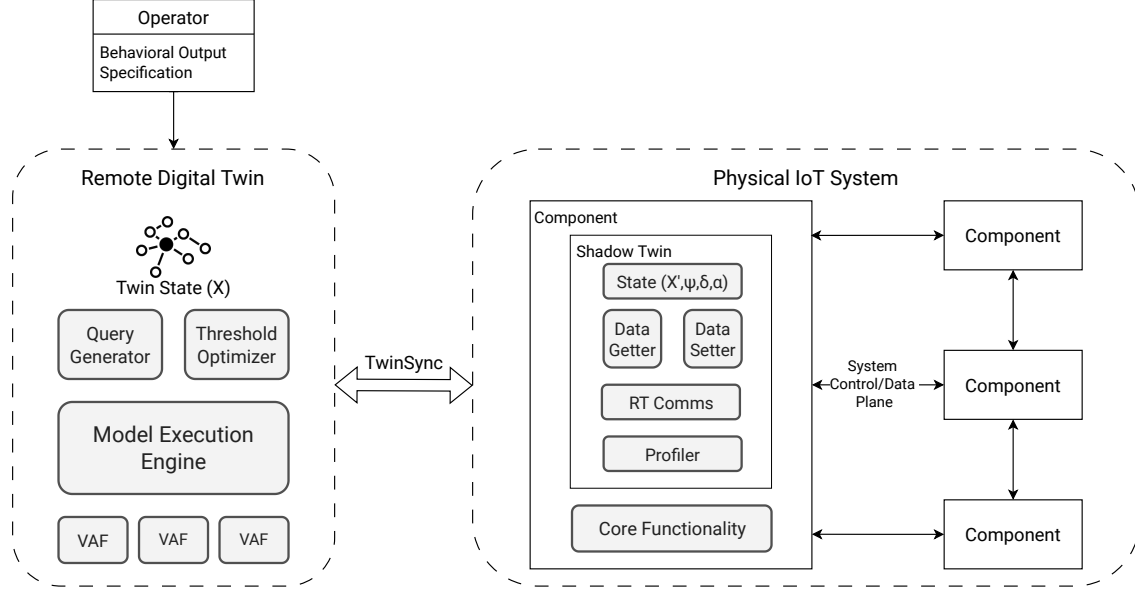 Operator
Behavioral Output
Specification
Remote Digital Twin
Twin State (X)
Query
Generator
Threshold
Optimizer
Model Execution
Engine
VAF
VAF
VAF
TwinSync
Physical IoT System
Component
Shadow Twin
State (X',ψ,δ,α)
Data
Getter
Data
Setter
RT Comms
Profiler
Core Functionality
System
Control/Data
Plane
Component
Component
Component